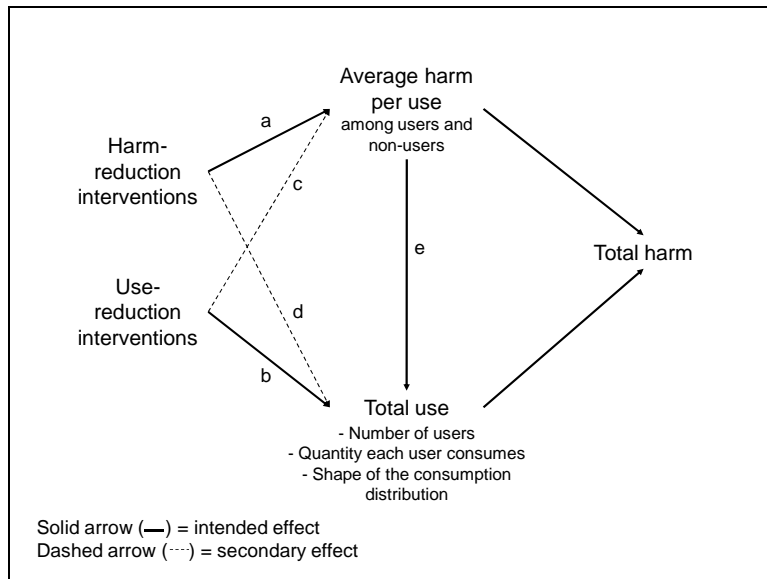 Average harm
per use
among users and
non-users
a
Harm-
reduction
interventions
c
e
Total harm
Use-
reduction
interventions
d
b
Total use
- Number of users
- Quantity each user consumes
- Shape of the consumption
distribution
Solid arrow (—) = intended effect
Dashed arrow (----) = secondary effect